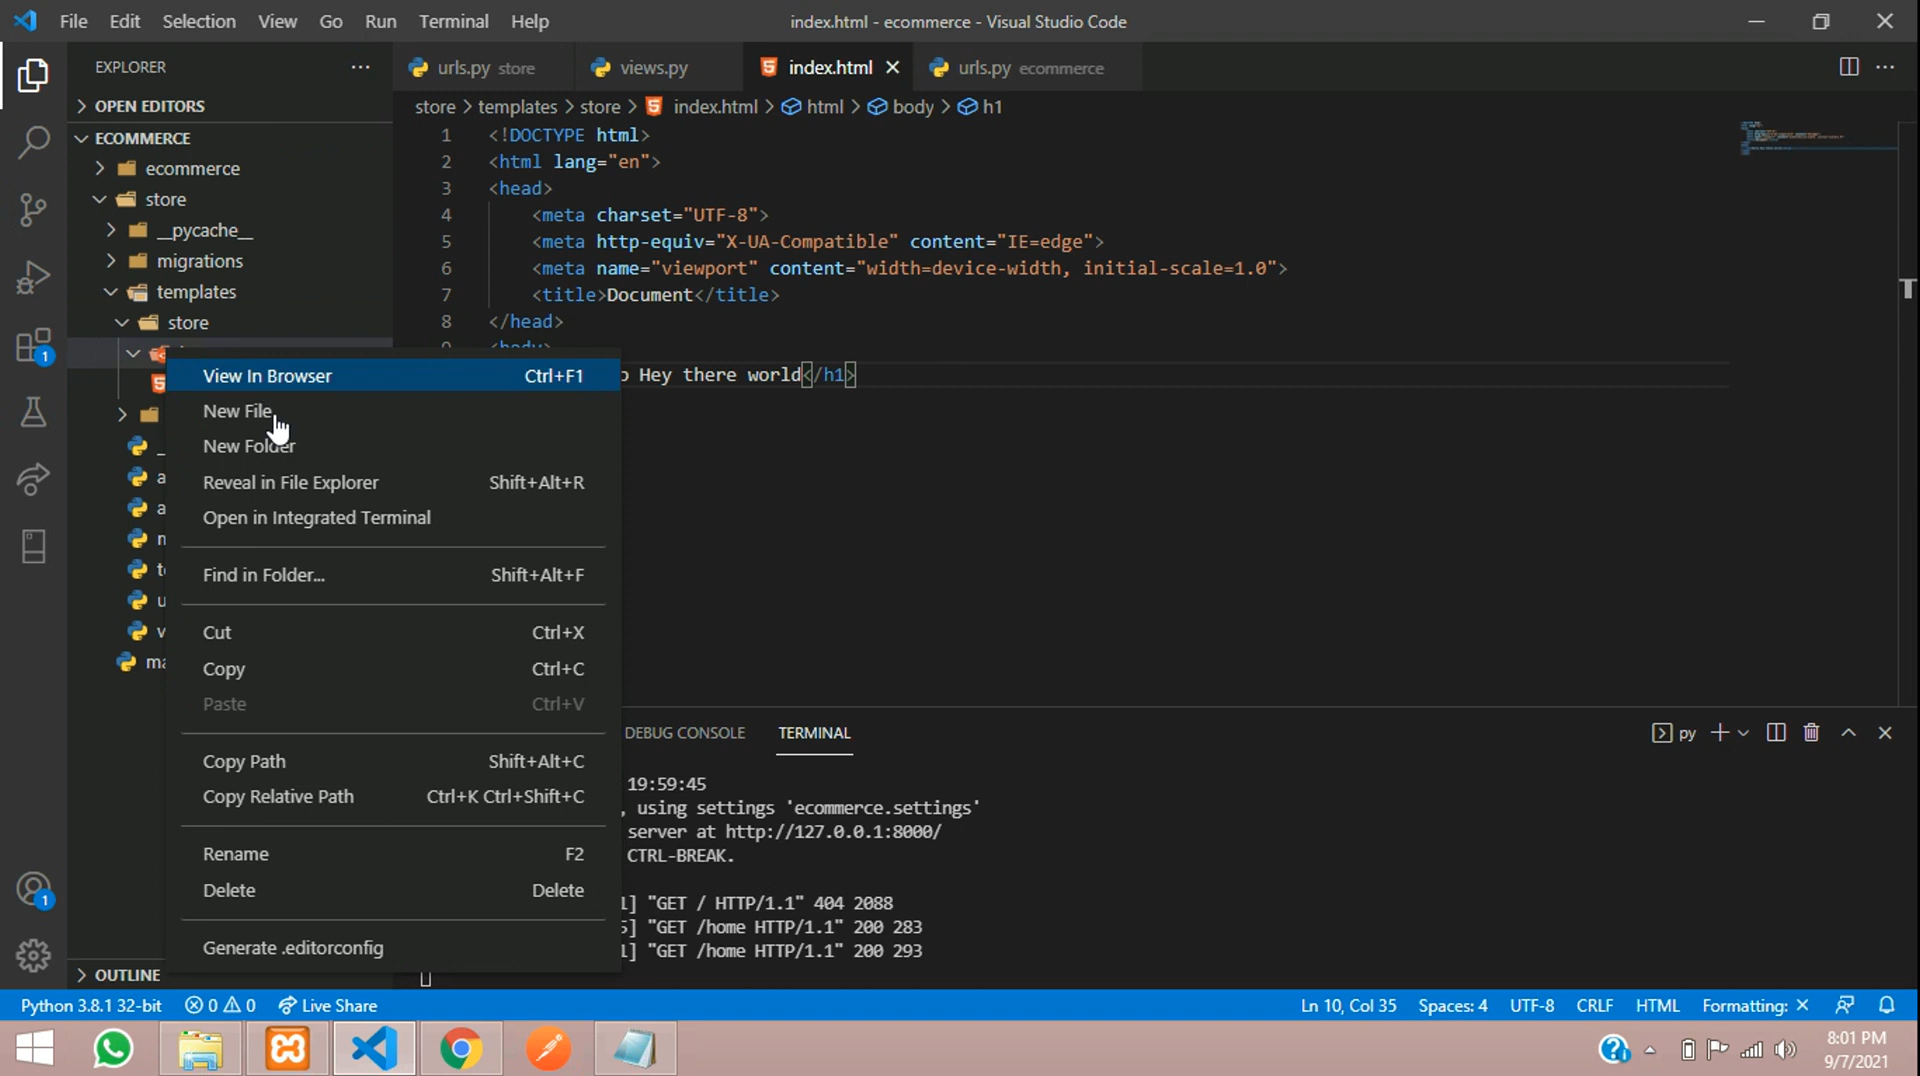 File Edit Selection View Go Run Terminal Help
index.html - ecommerce - Visual Studio Code
EXPLORER
urls.py store
views.py
index.html
urls.py ecommerce
OPEN EDITORS
ECOMMERCE
ecommerce
store
__pycache__
migrations
templates
store
store > templates > store > index.html > html > body > h1
1 <!DOCTYPE html>
2 <html lang="en">
3 <head>
4 <meta charset="UTF-8">
5 <meta http-equiv="X-UA-Compatible" content="IE=edge">
6 <meta name="viewport" content="width=device-width, initial-scale=1.0">
7 <title>Document</title>
8 </head>
9 <body>
o Hey there world</h1>
View In Browser Ctrl+F1
New File
New Folder
Reveal in File Explorer Shift+Alt+R
Open in Integrated Terminal
Find in Folder... Shift+Alt+F
Cut Ctrl+X
Copy Ctrl+C
Paste Ctrl+V
Copy Path Shift+Alt+C
Copy Relative Path Ctrl+K Ctrl+Shift+C
Rename F2
Delete Delete
Generate .editorconfig
DEBUG CONSOLE TERMINAL
py
19:59:45
, using settings 'ecommerce.settings'
server at http://127.0.0.1:8000/
CTRL-BREAK.
1] "GET / HTTP/1.1" 404 2088
5] "GET /home HTTP/1.1" 200 283
1] "GET /home HTTP/1.1" 200 293
OUTLINE
Python 3.8.1 32-bit 0 0 Live Share
Ln 10, Col 35 Spaces: 4 UTF-8 CRLF HTML Formatting: ×
8:01 PM
9/7/2021